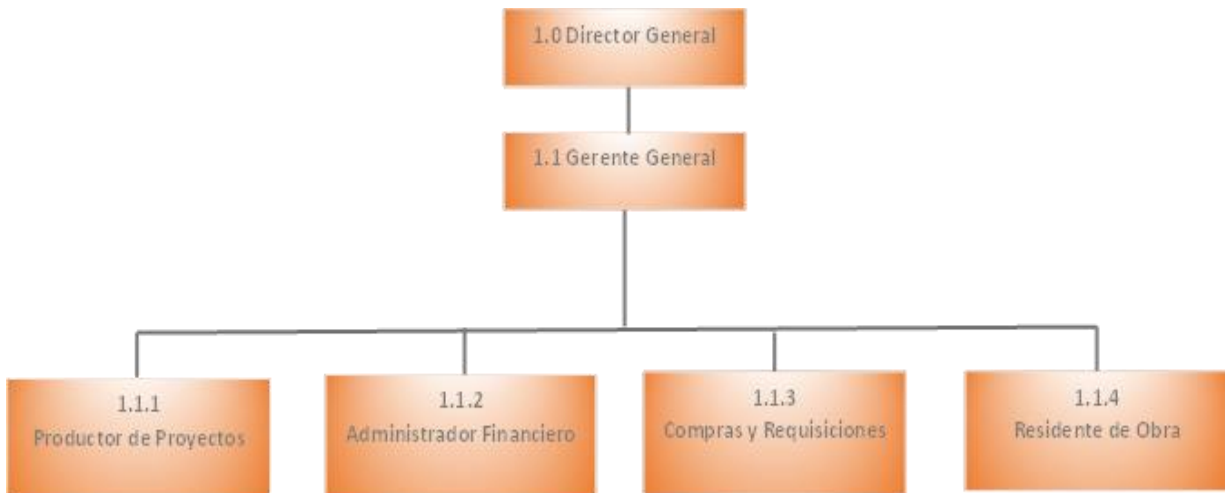 1.0 Director General
1.1 Gerente General
1.1.1
Productor de Proyectos
1.1.2
Administrador Financiero
1.1.3
Compras y Requisiciones
1.1.4
Residente de Obra